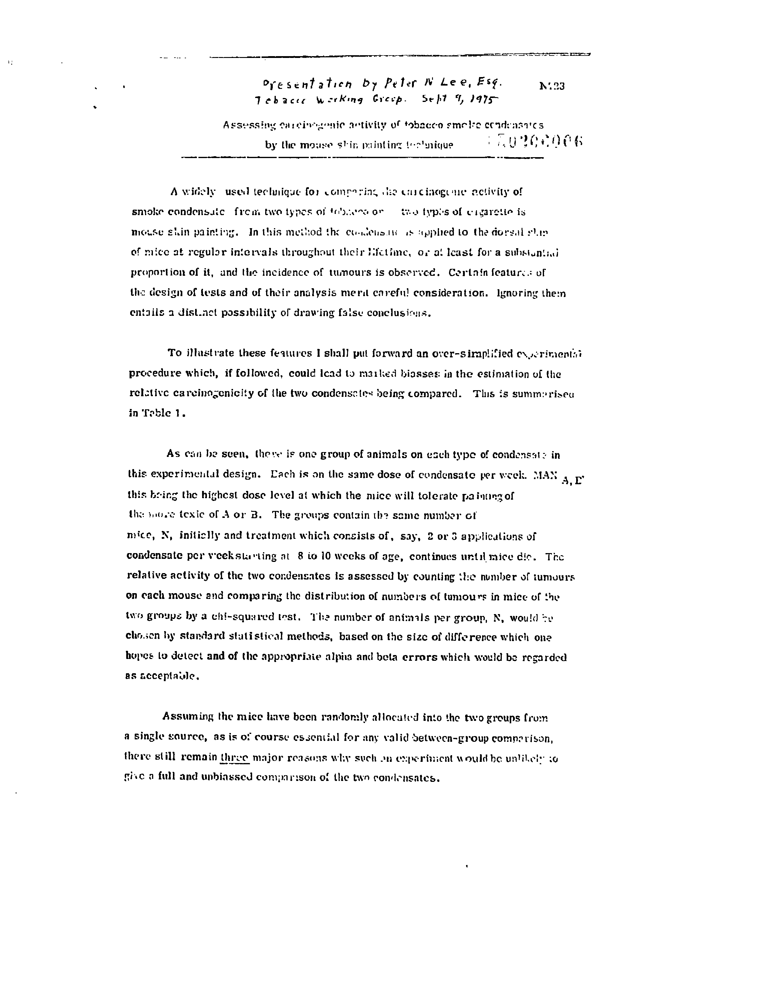 Presentation by Peter N Lee, Esq. N.23
Tobacco Working Group. Sept 9, 1975
Assessing carcinogenic activity of tobacco smoke condensates
by the mouse skin painting technique
A widely used technique for comparing the carcinogenic activity of
smoke condensate from two types of tobacco or two types of cigarette is
mouse skin painting. In this method the condensate is applied to the dorsal skin
of mice at regular intervals throughout their lifetime, or at least for a substantial
proportion of it, and the incidence of tumours is observed. Certain features of
the design of tests and of their analysis merit careful consideration. Ignoring them
entails a distinct possibility of drawing false conclusions.
To illustrate these features I shall put forward an over-simplified experimental
procedure which, if followed, could lead to marked biasses in the estimation of the
relative carcinogenicity of the two condensates being compared. This is summarised
in Table 1.
As can be seen, there is one group of animals on each type of condensate in
this experimental design. Each is on the same dose of condensate per week. MAX A, B
this being the highest dose level at which the mice will tolerate painting of
the more toxic of A or B. The groups contain the same number of
mice, N, initially and treatment which consists of, say, 2 or 3 applications of
condensate per week starting at 8 to 10 weeks of age, continues until mice die. The
relative activity of the two condensates is assessed by counting the number of tumours
on each mouse and comparing the distribution of numbers of tumours in mice of the
two groups by a chi-squared test. The number of animals per group, N, would be
chosen by standard statistical methods, based on the size of difference which one
hopes to detect and of the appropriate alpha and beta errors which would be regarded
as acceptable.
Assuming the mice have been randomly allocated into the two groups from
a single source, as is of course essential for any valid between-group comparison,
there still remain three major reasons why such an experiment would be unlikely to
give a full and unbiassed comparison of the two condensates.